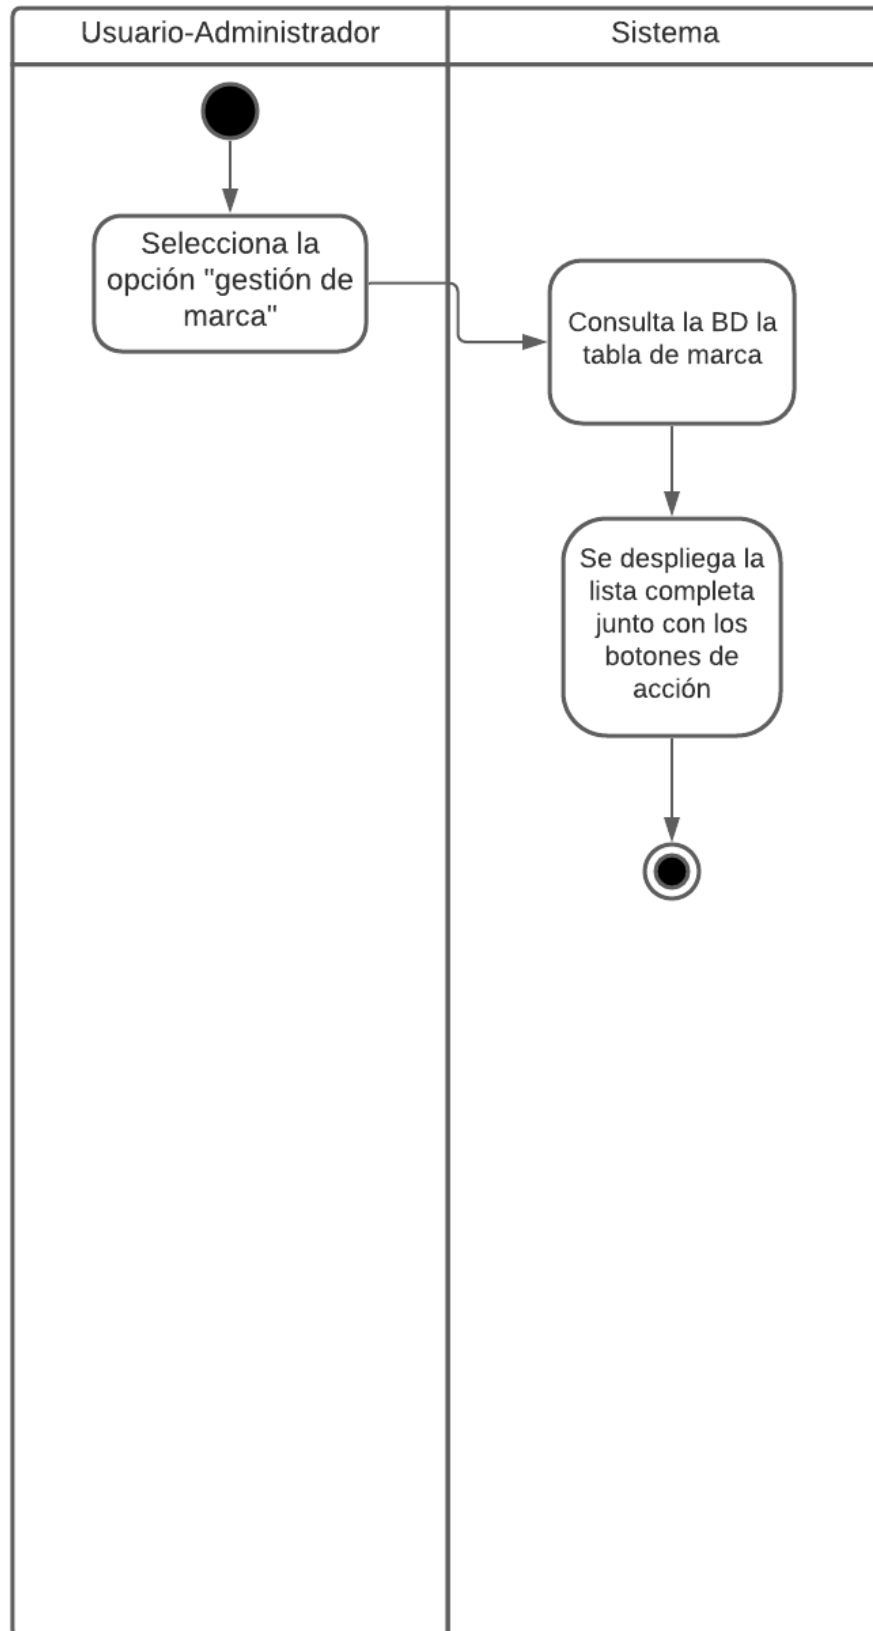 Usuario-Administrador
Sistema
Selecciona la
opción "gestión de
marca"
Consulta la BD la
tabla de marca
Se despliega la
lista completa
junto con los
botones de
acción